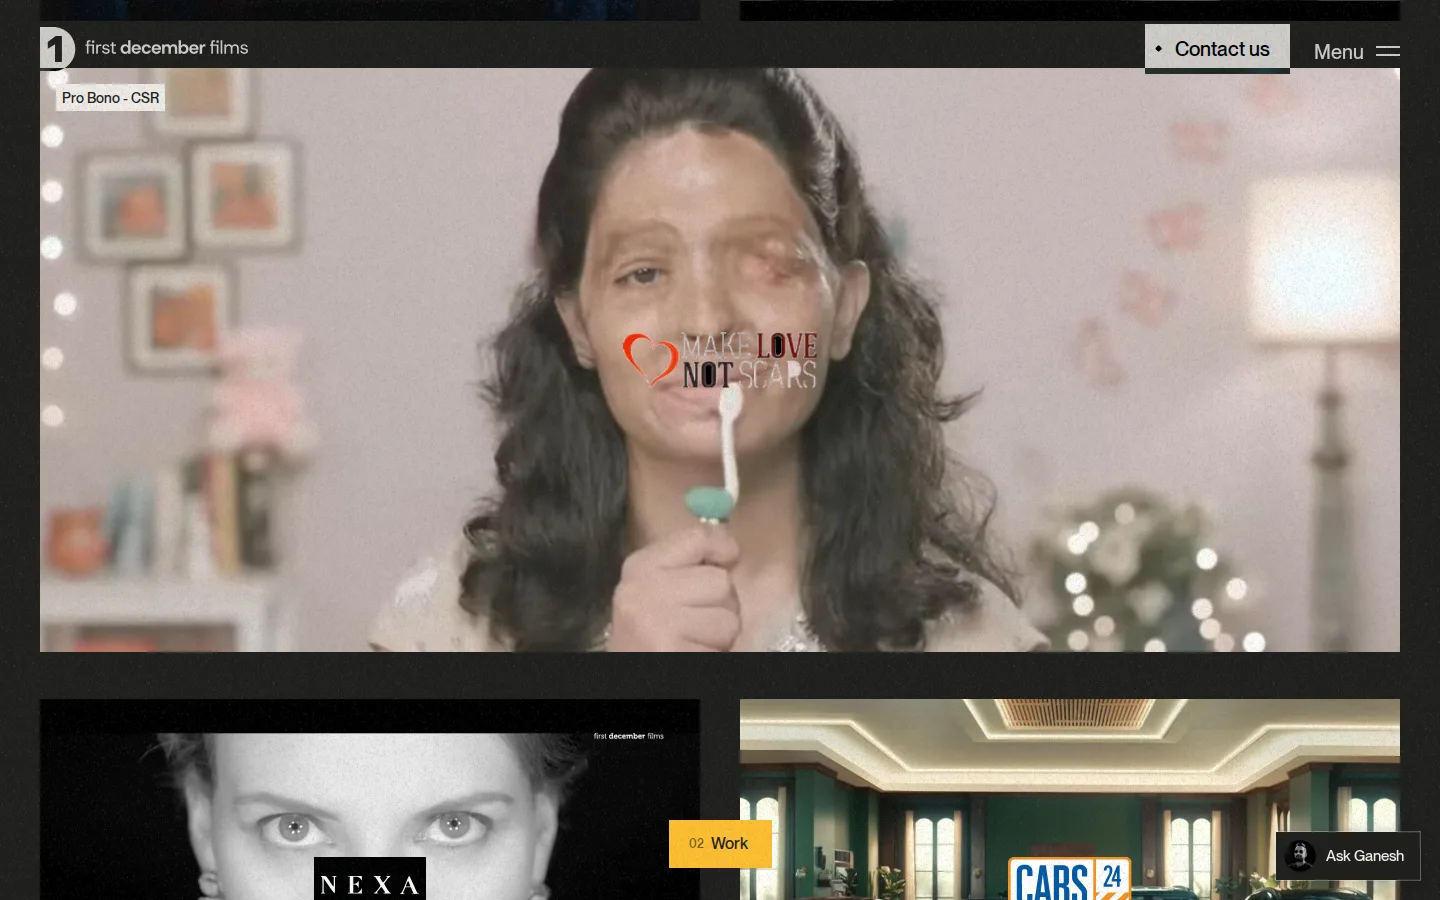 1 first december films
Contact us
Menu
Pro Bono - CSR
MAKE LOVE
NOT SCARS
first december films
NEXA
02 Work
CARS 24
Ask Ganesh